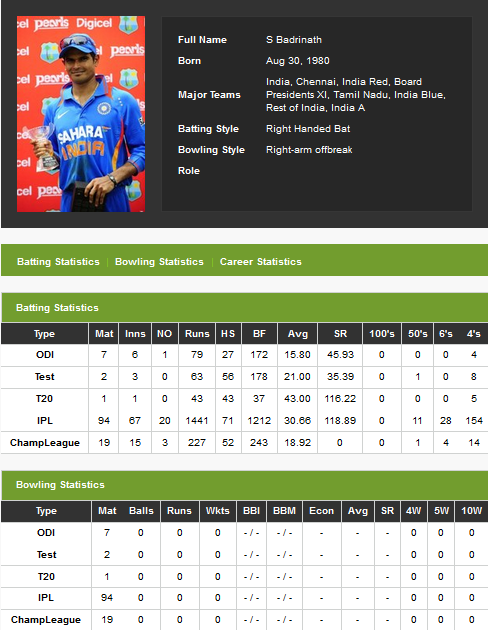 Digicel
pearls
Digicel
pearls
icel
SAHARA
INDIA
Full Name S Badrinath
Born Aug 30, 1980
Major Teams India, Chennai, India Red, Board
Presidents XI, Tamil Nadu, India Blue,
Rest of India, India A
Batting Style Right Handed Bat
Bowling Style Right-arm offbreak
Role
Batting Statistics | Bowling Statistics | Career Statistics
Batting Statistics
Type Mat Inns NO Runs HS BF Avg SR 100's 50's 6's 4's
ODI 7 6 1 79 27 172 15.80 45.93 0 0 0 4
Test 2 3 0 63 56 178 21.00 35.39 0 1 0 8
T20 1 1 0 43 43 37 43.00 116.22 0 0 0 5
IPL 94 67 20 1441 71 1212 30.66 118.89 0 11 28 154
ChampLeague 19 15 3 227 52 243 18.92 0 0 1 4 14
Bowling Statistics
Type Mat Balls Runs Wkts BBI BBM Econ Avg SR 4W 5W 10W
ODI 7 0 0 0 - / - - / - - - - 0 0 0
Test 2 0 0 0 - / - - / - - - - 0 0 0
T20 1 0 0 0 - / - - / - - - - 0 0 0
IPL 94 0 0 0 - / - - / - - - - 0 0 0
ChampLeague 19 0 0 0 - / - - / - - - - 0 0 0